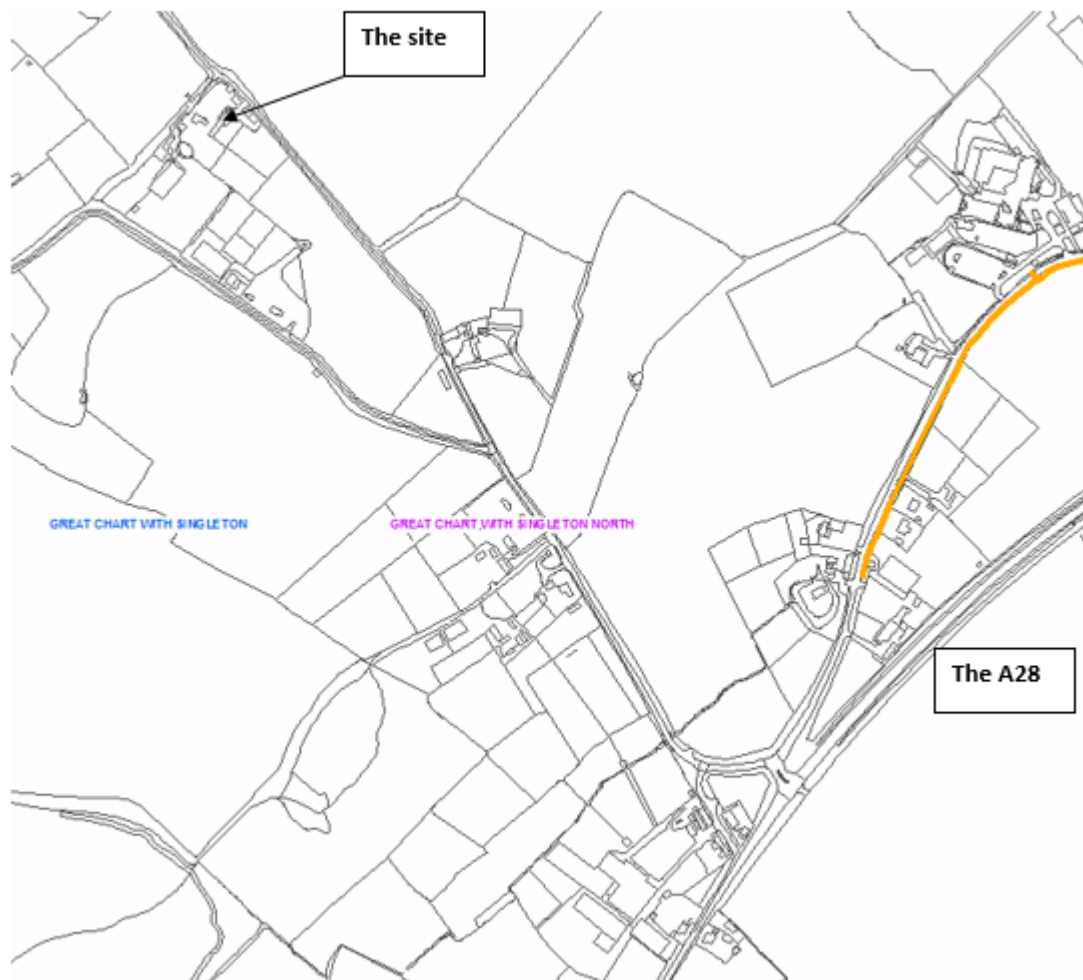 The site
GREAT CHART WITH SINGLETON
GREAT CHART WITH SINGLETON NORTH
The A28